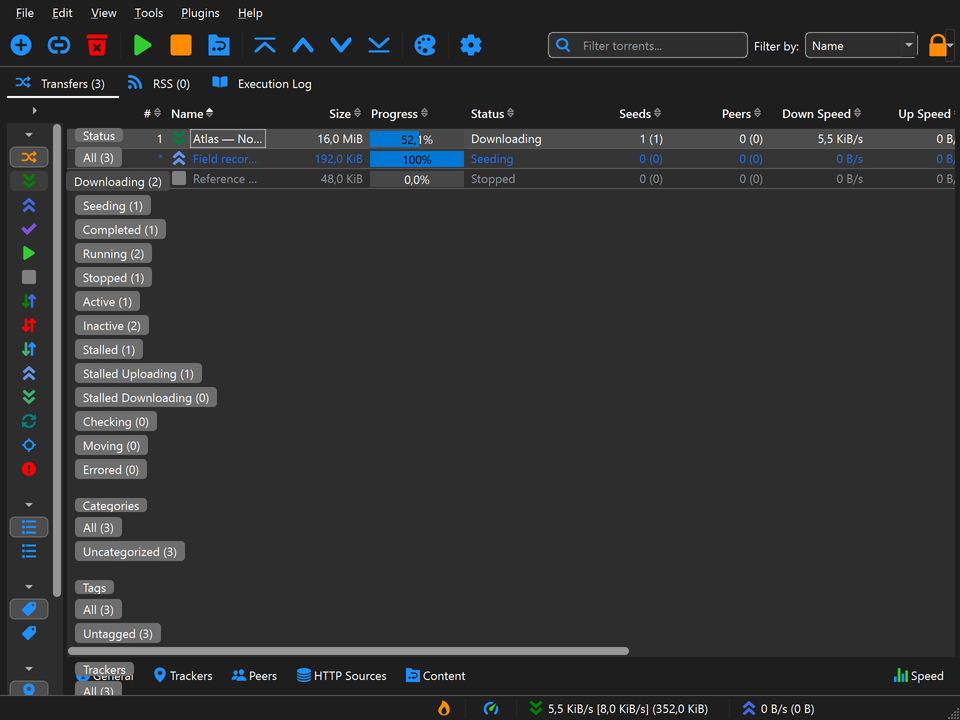 File Edit View Tools Plugins Help
Filter torrents... Filter by: Name
Transfers (3) RSS (0) Execution Log
# Name Size Progress Status Seeds Peers Down Speed Up Speed
1 Atlas — No... 16,0 MiB 52,1% Downloading 1 (1) 0 (0) 5,5 KiB/s 0 B/
* Field recor... 192,0 KiB 100% Seeding 0 (0) 0 (0) 0 B/s 0 B/
Reference ... 48,0 KiB 0,0% Stopped 0 (0) 0 (0) 0 B/s 0 B/
Status
All (3)
Downloading (2)
Seeding (1)
Completed (1)
Running (2)
Stopped (1)
Active (1)
Inactive (2)
Stalled (1)
Stalled Uploading (1)
Stalled Downloading (0)
Checking (0)
Moving (0)
Errored (0)
Categories
All (3)
Uncategorized (3)
Tags
All (3)
Untagged (3)
Trackers
All (3)
General Trackers Peers HTTP Sources Content Speed
5,5 KiB/s [8,0 KiB/s] (352,0 KiB) 0 B/s (0 B)